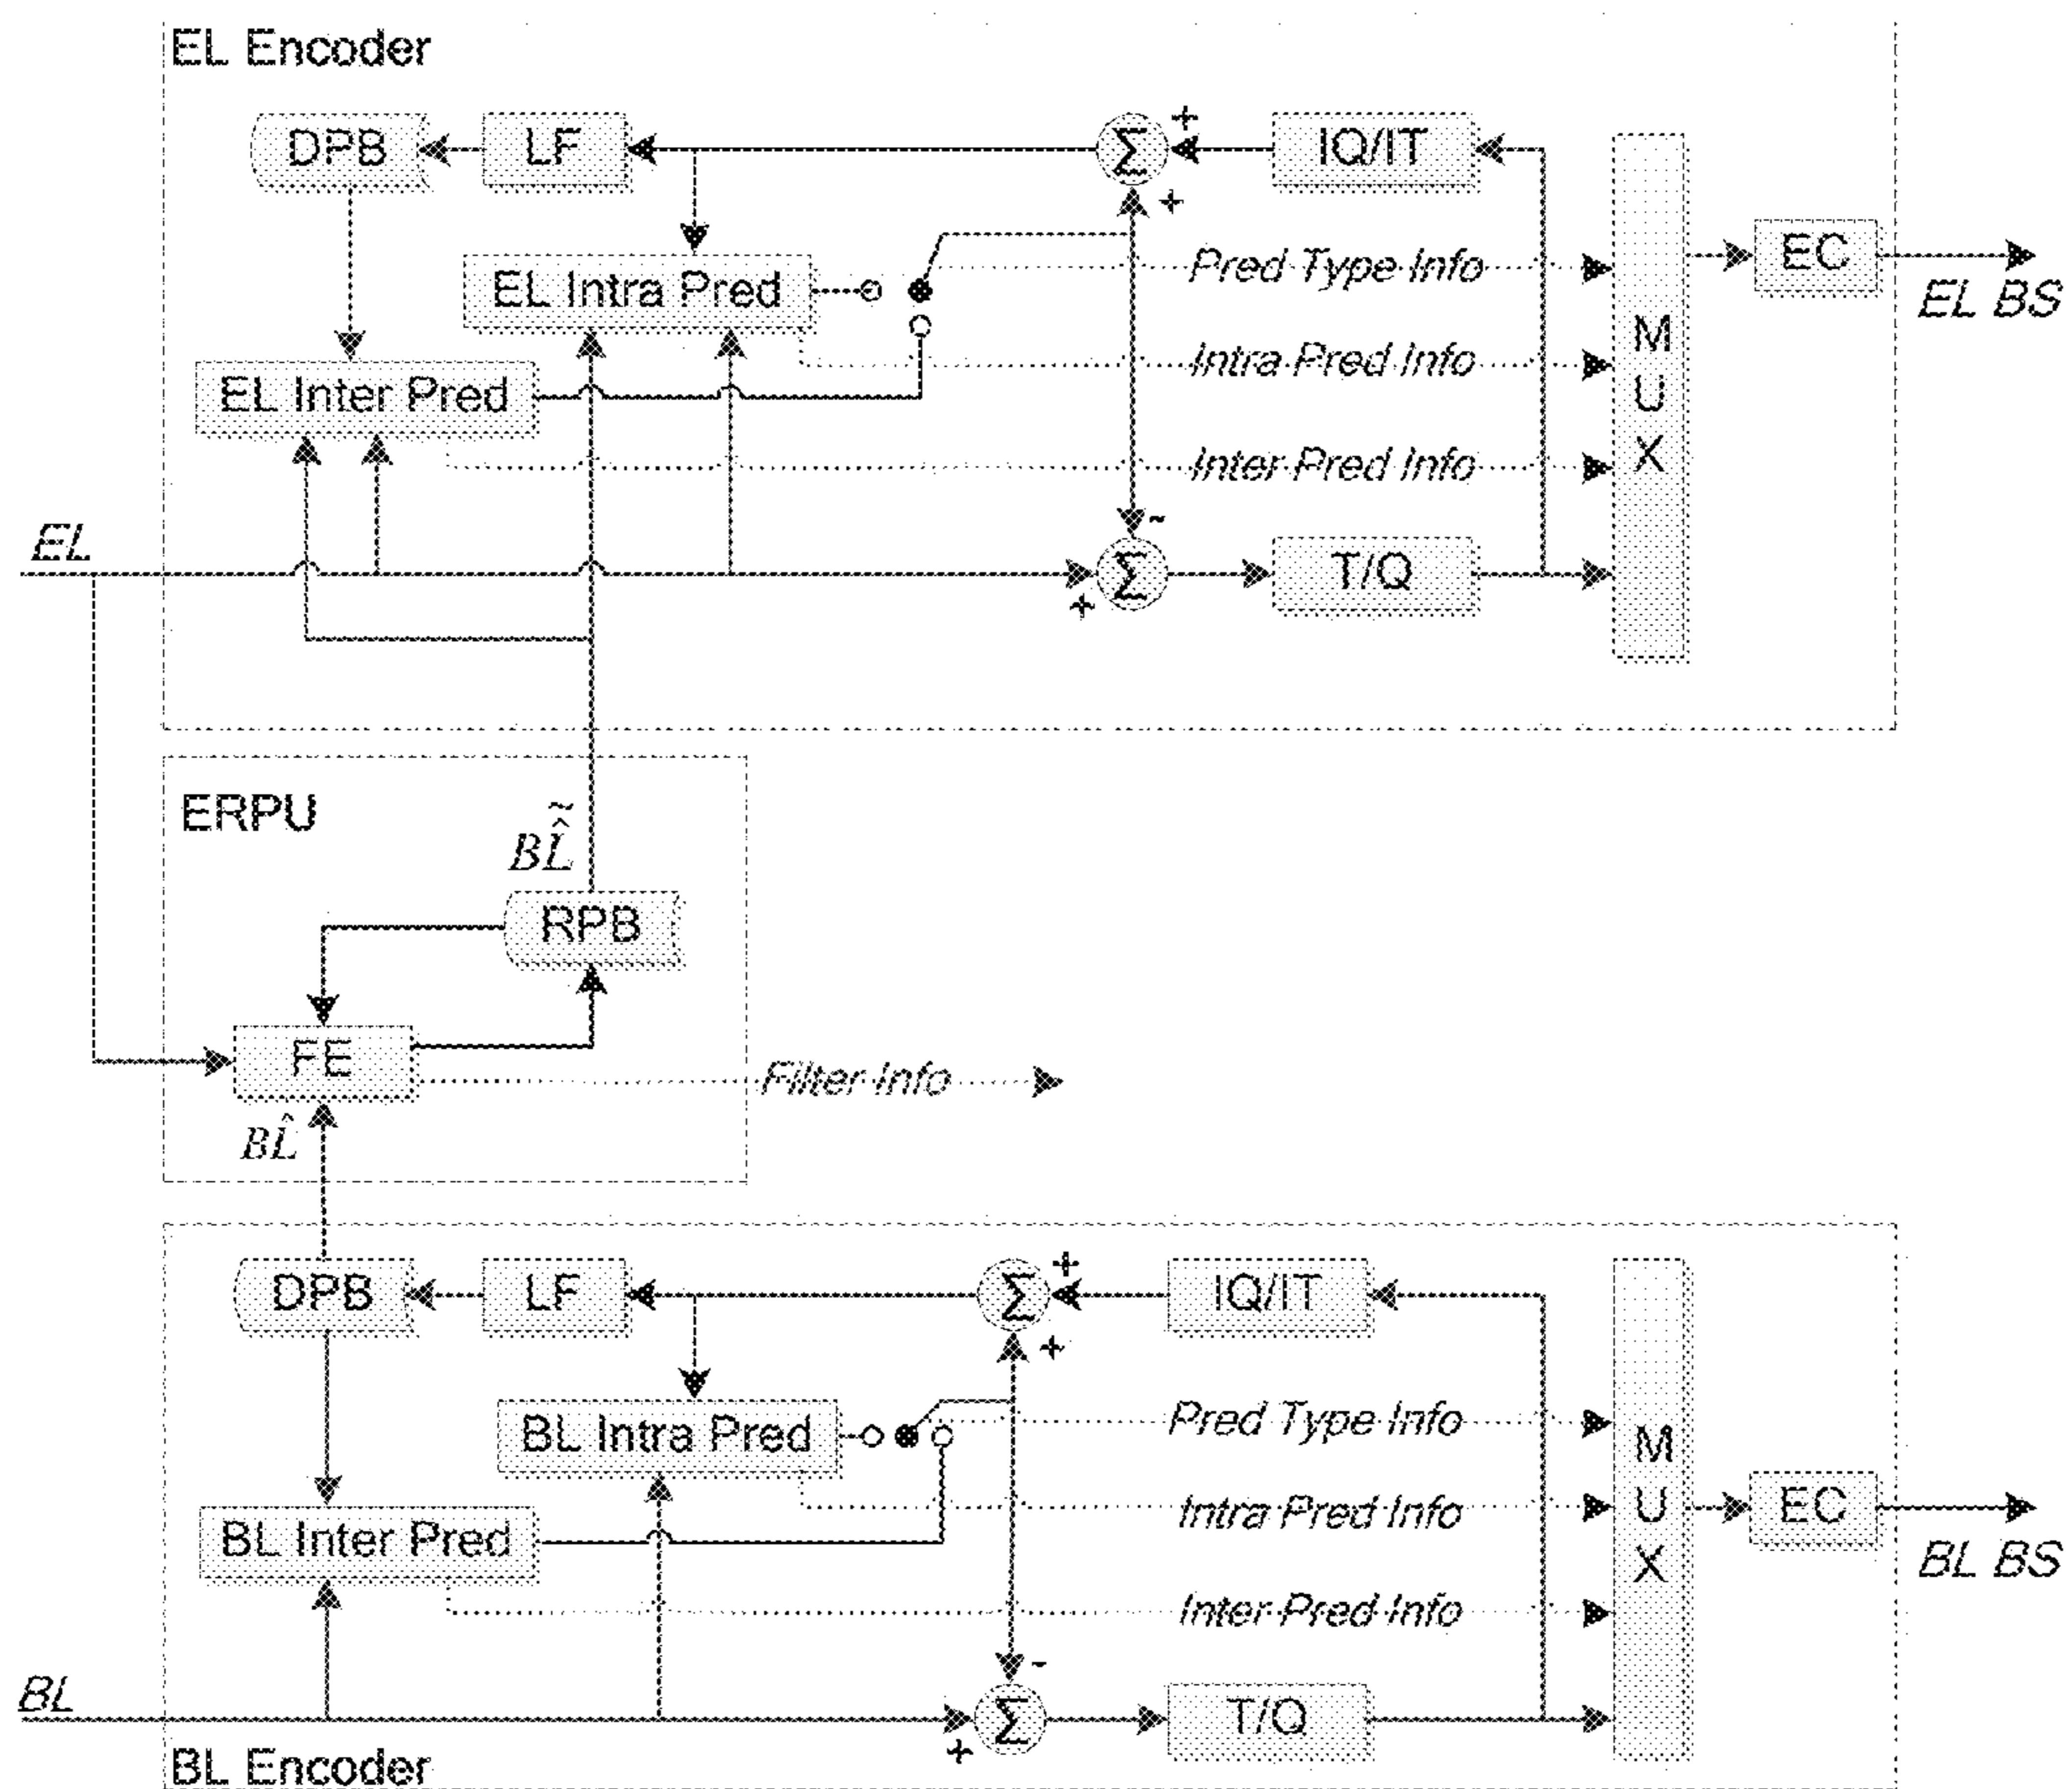 EL Encoder
DPB
LF
Σ
+
+
IQ/IT
EL Intra Pred
Pred Type Info
EC
EL BS
MUX
EL Inter Pred
Intra Pred Info
Inter Pred Info
EL
-
Σ
+
T/Q
ERPU
BL̂̃
RPB
FE
Filter Info
BL̂
DPB
LF
Σ
+
+
IQ/IT
BL Intra Pred
Pred Type Info
MUX
EC
BL BS
BL Inter Pred
Intra Pred Info
Inter Pred Info
BL
-
Σ
+
T/Q
BL Encoder